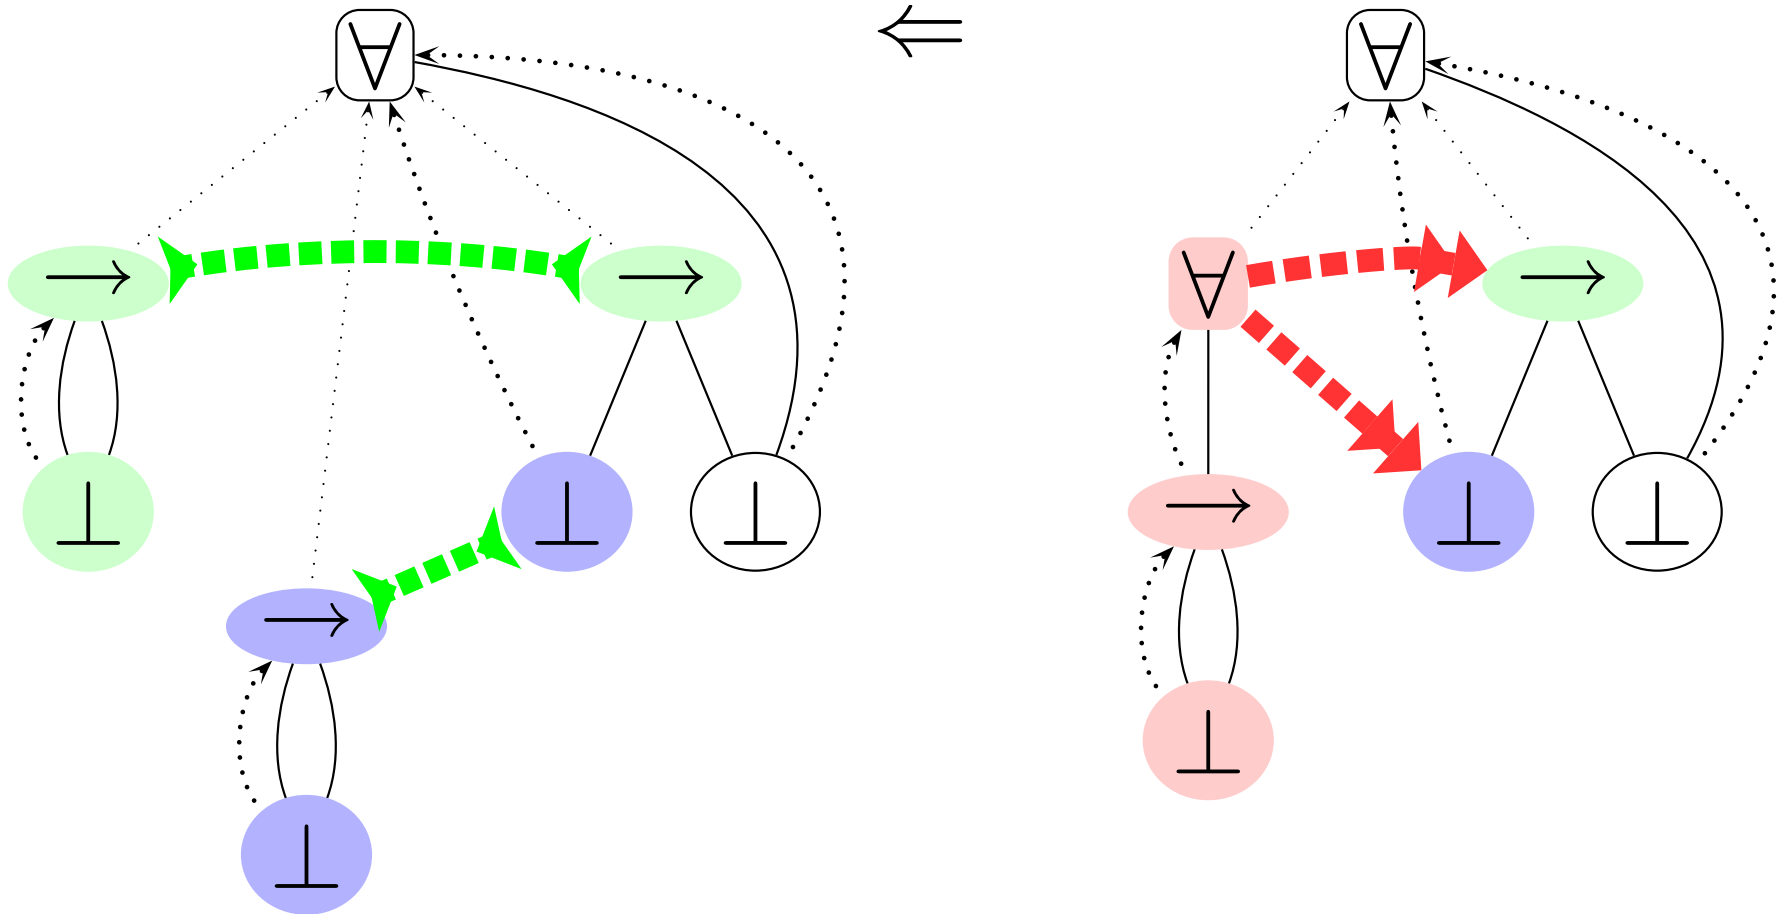 ∀ ⇐ ∀
→ → ∀ →
⊥ ⊥ ⊥ → ⊥ ⊥
→
⊥ ⊥